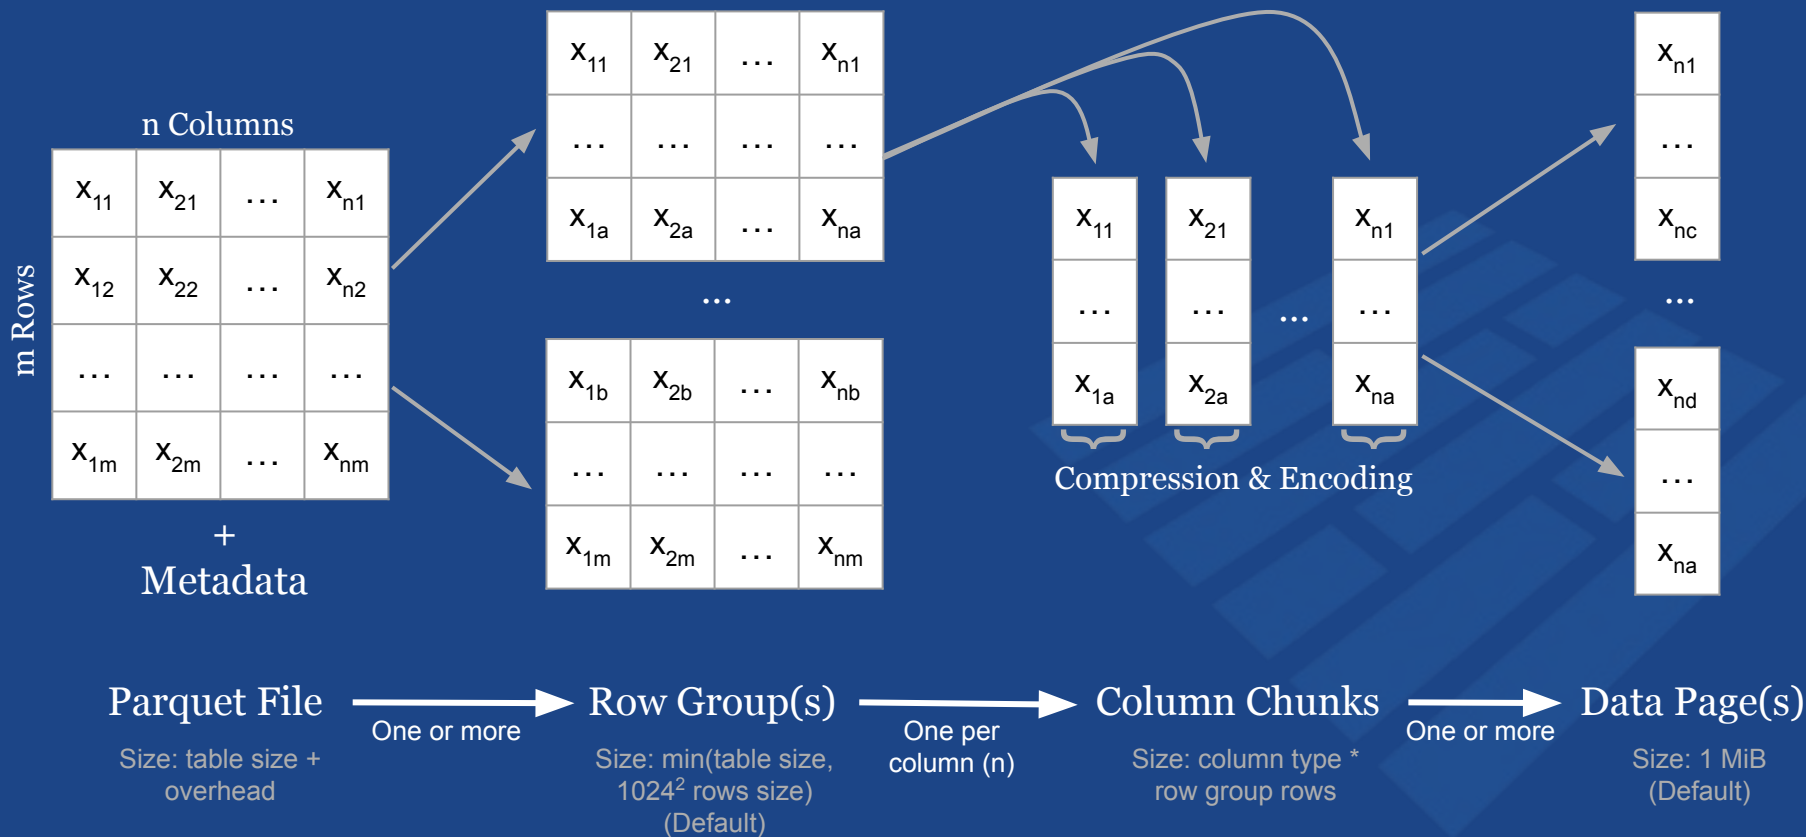 n Columns
m Rows
x11 x21 ... xn1
x12 x22 ... xn2
... ... ... ...
x1m x2m ... xnm
+
Metadata
x11 x21 ... xn1
... ... ... ...
x1a x2a ... xna
...
x1b x2b ... xnb
... ... ... ...
x1m x2m ... xnm
x11 x21 xn1
... ... ... ...
x1a x2a xna
Compression & Encoding
xn1
...
xnc
...
xnd
...
xna
Parquet File
Size: table size +
overhead
One or more
Row Group(s)
Size: min(table size,
1024² rows size)
(Default)
One per
column (n)
Column Chunks
Size: column type *
row group rows
One or more
Data Page(s)
Size: 1 MiB
(Default)